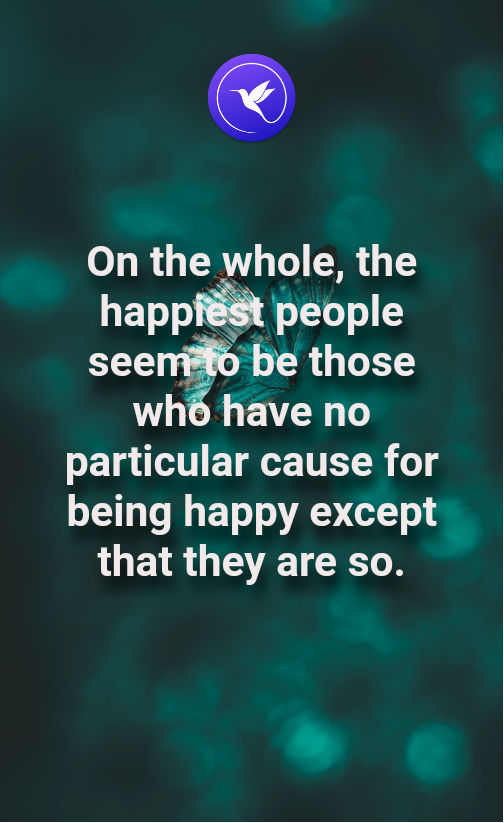 On the whole, the
happiest people
seem to be those
who have no
particular cause for
being happy except
that they are so.